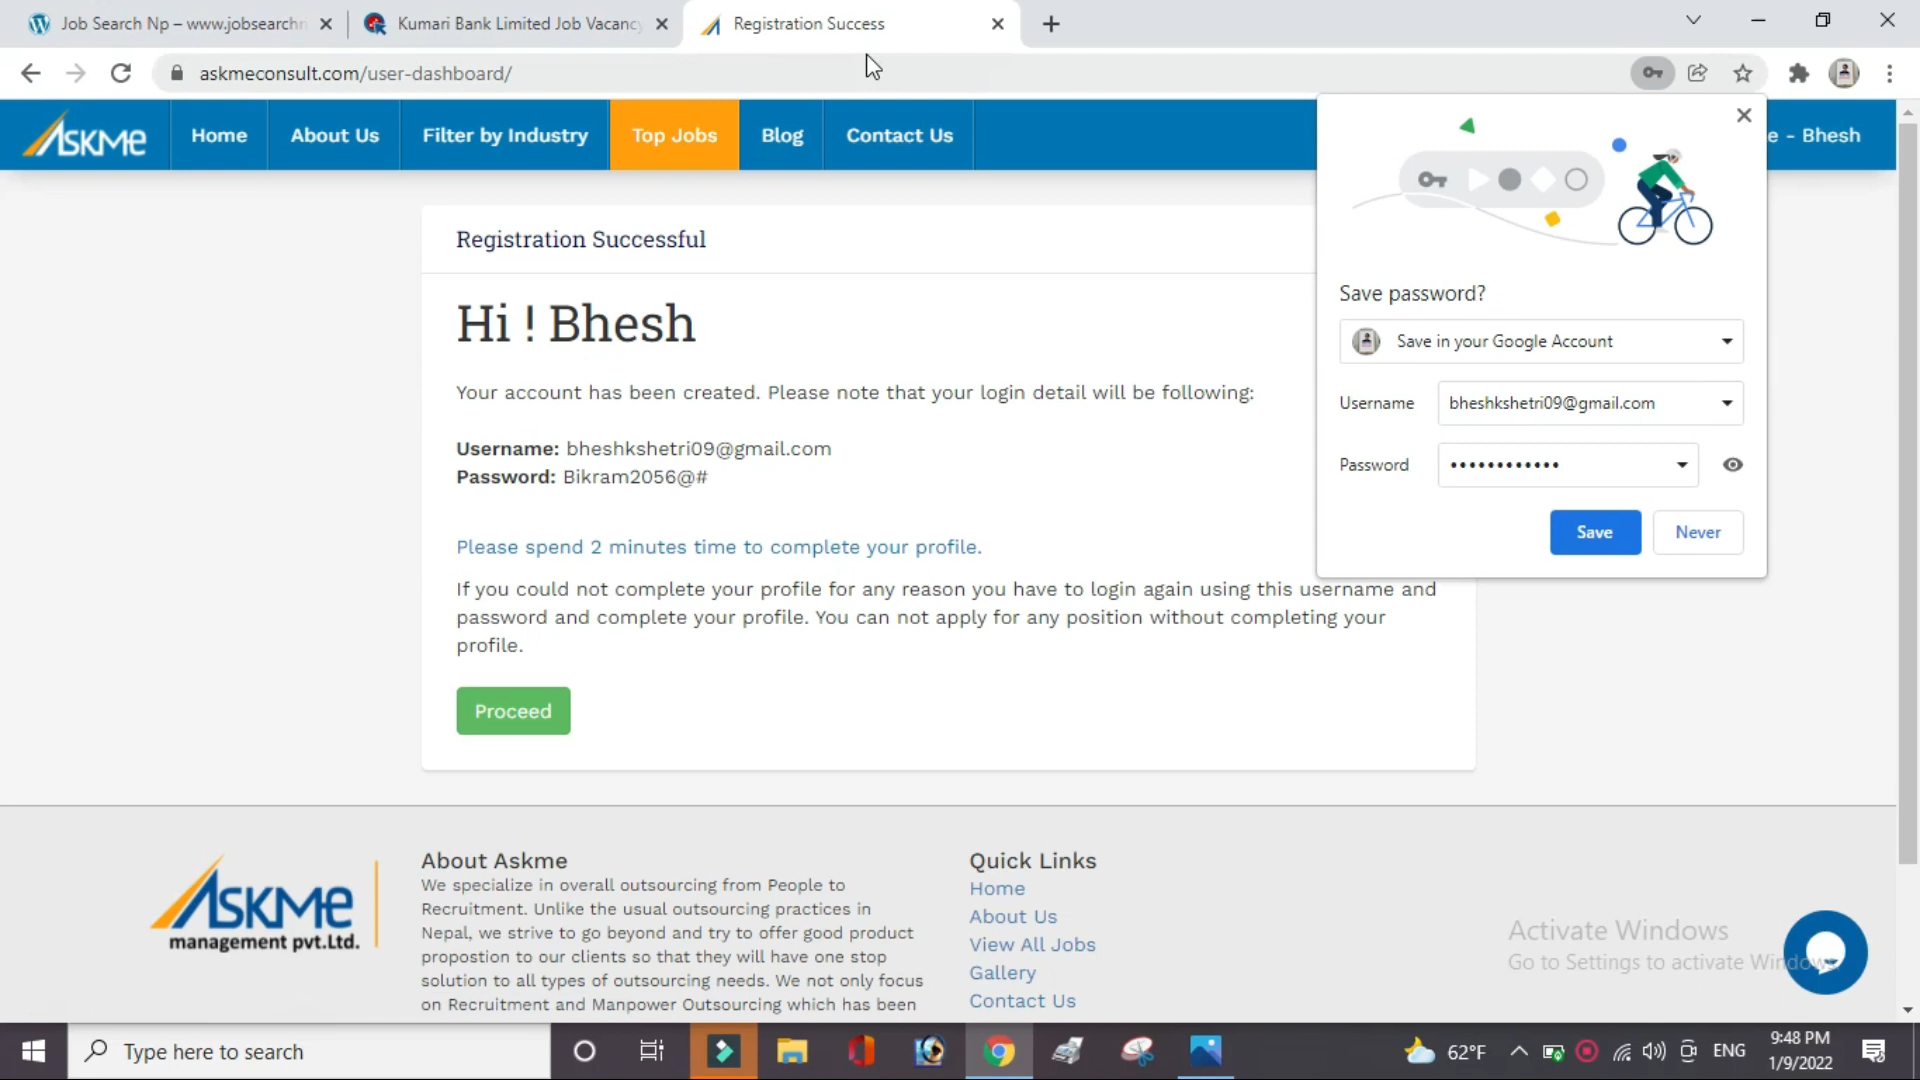 Job Search Np – www.jobsearchn
Kumari Bank Limited Job Vacancy
Registration Success
askmeconsult.com/user-dashboard/
ASKMe
Home
About Us
Filter by Industry
Top Jobs
Blog
Contact Us
e - Bhesh
Registration Successful
Hi ! Bhesh
Your account has been created. Please note that your login detail will be following:
Username: bheshkshetri09@gmail.com
Password: Bikram2056@#
Please spend 2 minutes time to complete your profile.
If you could not complete your profile for any reason you have to login again using this username and
password and complete your profile. You can not apply for any position without completing your
profile.
Proceed
Save password?
Save in your Google Account
Username
bheshkshetri09@gmail.com
Password
••••••••••••
Save
Never
ASKMe
management pvt.Ltd.
About Askme
We specialize in overall outsourcing from People to
Recruitment. Unlike the usual outsourcing practices in
Nepal, we strive to go beyond and try to offer good product
propostion to our clients so that they will have one stop
solution to all types of outsourcing needs. We not only focus
on Recruitment and Manpower Outsourcing which has been
Quick Links
Home
About Us
View All Jobs
Gallery
Contact Us
Activate Windows
Go to Settings to activate Windows.
Type here to search
62°F
ENG
9:48 PM
1/9/2022